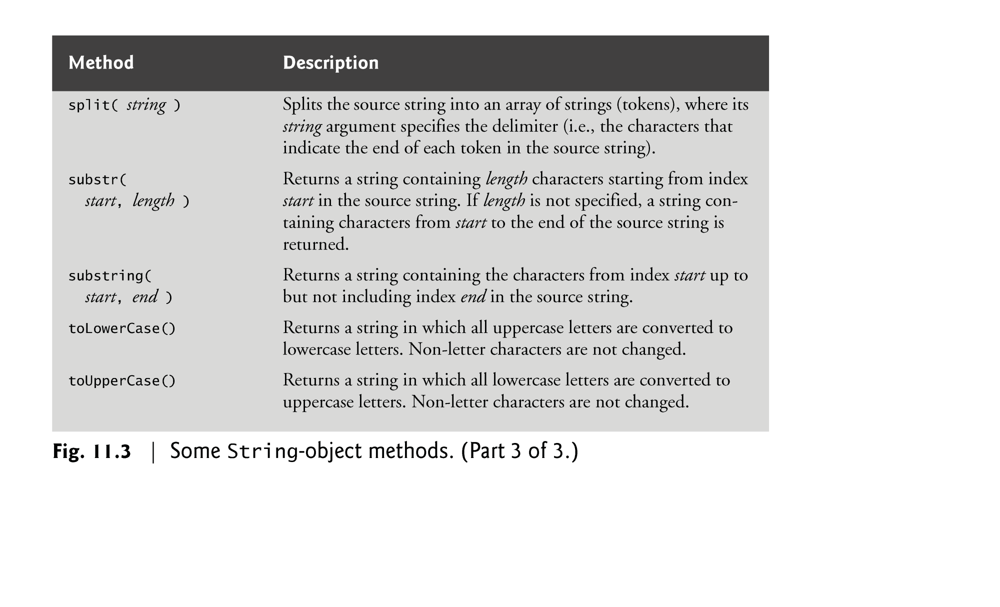 Method Description
split( string ) Splits the source string into an array of strings (tokens), where its
string argument specifies the delimiter (i.e., the characters that
indicate the end of each token in the source string).
substr( Returns a string containing length characters starting from index
start, length ) start in the source string. If length is not specified, a string con-
taining characters from start to the end of the source string is
returned.
substring( Returns a string containing the characters from index start up to
start, end ) but not including index end in the source string.
toLowerCase() Returns a string in which all uppercase letters are converted to
lowercase letters. Non-letter characters are not changed.
toUpperCase() Returns a string in which all lowercase letters are converted to
uppercase letters. Non-letter characters are not changed.
Fig. 11.3 | Some String-object methods. (Part 3 of 3.)